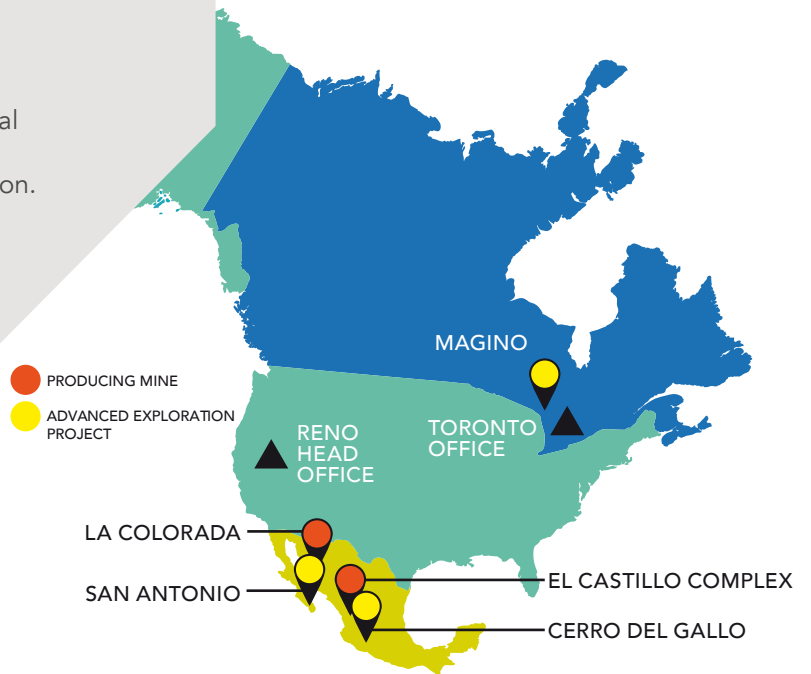 al
on.
MAGINO
PRODUCING MINE
ADVANCED EXPLORATION
PROJECT
RENO
HEAD
OFFICE
TORONTO
OFFICE
LA COLORADA
SAN ANTONIO
EL CASTILLO COMPLEX
CERRO DEL GALLO